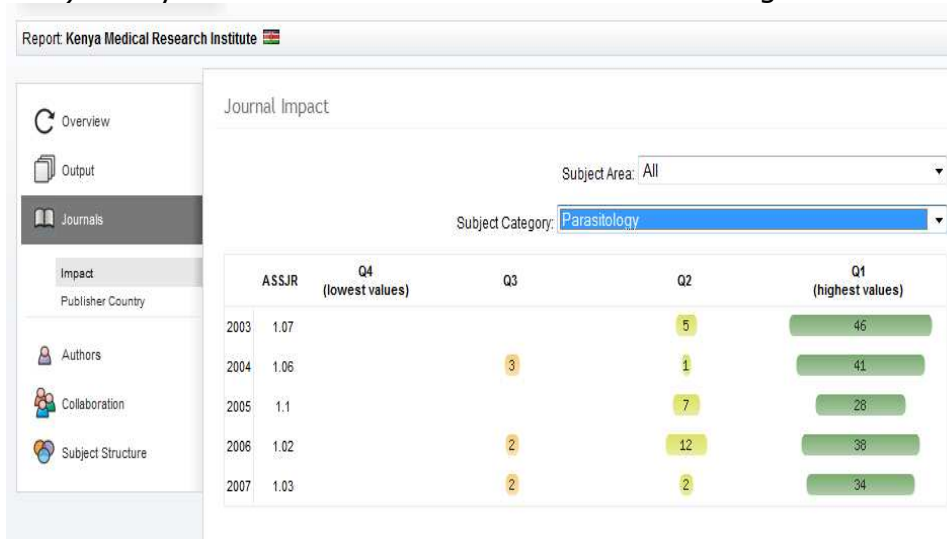 Report: Kenya Medical Research Institute
Overview
Output
Journals
Impact
Publisher Country
Authors
Collaboration
Subject Structure
Journal Impact
Subject Area: All
Subject Category: Parasitology
ASSJR Q4 (lowest values) Q3 Q2 Q1 (highest values)
2003 1.07 5 46
2004 1.06 3 1 41
2005 1.1 7 28
2006 1.02 2 12 38
2007 1.03 2 2 34